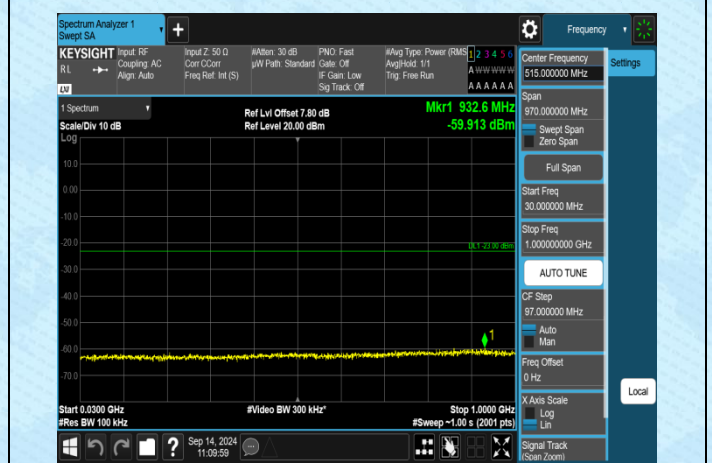 Spectrum Analyzer 1
Swept SA
+
Frequency
KEYSIGHT
RL
LXI
Input: RF
Coupling: AC
Align: Auto
Input Z: 50 Ω
Corr CCorr
Freq Ref: Int (S)
#Atten: 30 dB
µW Path: Standard
PNO: Fast
Gate: Off
IF Gain: Low
Sig Track: Off
#Avg Type: Power (RMS
Avg|Hold: 1/1
Trig: Free Run
1 2 3 4 5 6
A W W W W W
A A A A A A
1 Spectrum
Scale/Div 10 dB
Log
Ref Lvl Offset 7.80 dB
Ref Level 20.00 dBm
Mkr1 932.6 MHz
-59.913 dBm
10.0
0.00
-10.0
-20.0
-30.0
-40.0
-50.0
-60.0
-70.0
DL1 -23.00 dBm
1
Start 0.0300 GHz
#Res BW 100 kHz
#Video BW 300 kHz*
Stop 1.0000 GHz
#Sweep ~1.00 s (2001 pts)
Center Frequency
515.000000 MHz
Settings
Span
970.000000 MHz
Swept Span
Zero Span
Full Span
Start Freq
30.000000 MHz
Stop Freq
1.000000000 GHz
AUTO TUNE
CF Step
97.000000 MHz
Auto
Man
Freq Offset
0 Hz
X Axis Scale
Log
Lin
Signal Track
(Span Zoom)
Local
?
Sep 14, 2024
11:09:59